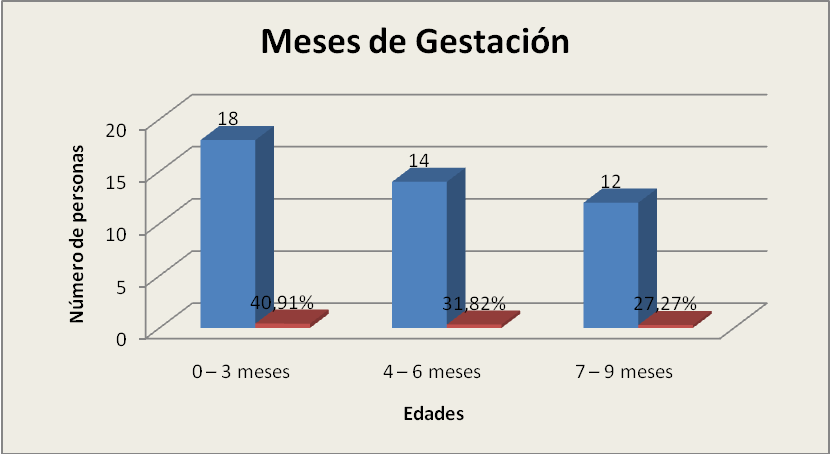 Meses de Gestación
Número de personas
20
15
10
5
0
18
14
12
40,91%
31,82%
27,27%
0 – 3 meses
4 – 6 meses
7 – 9 meses
Edades